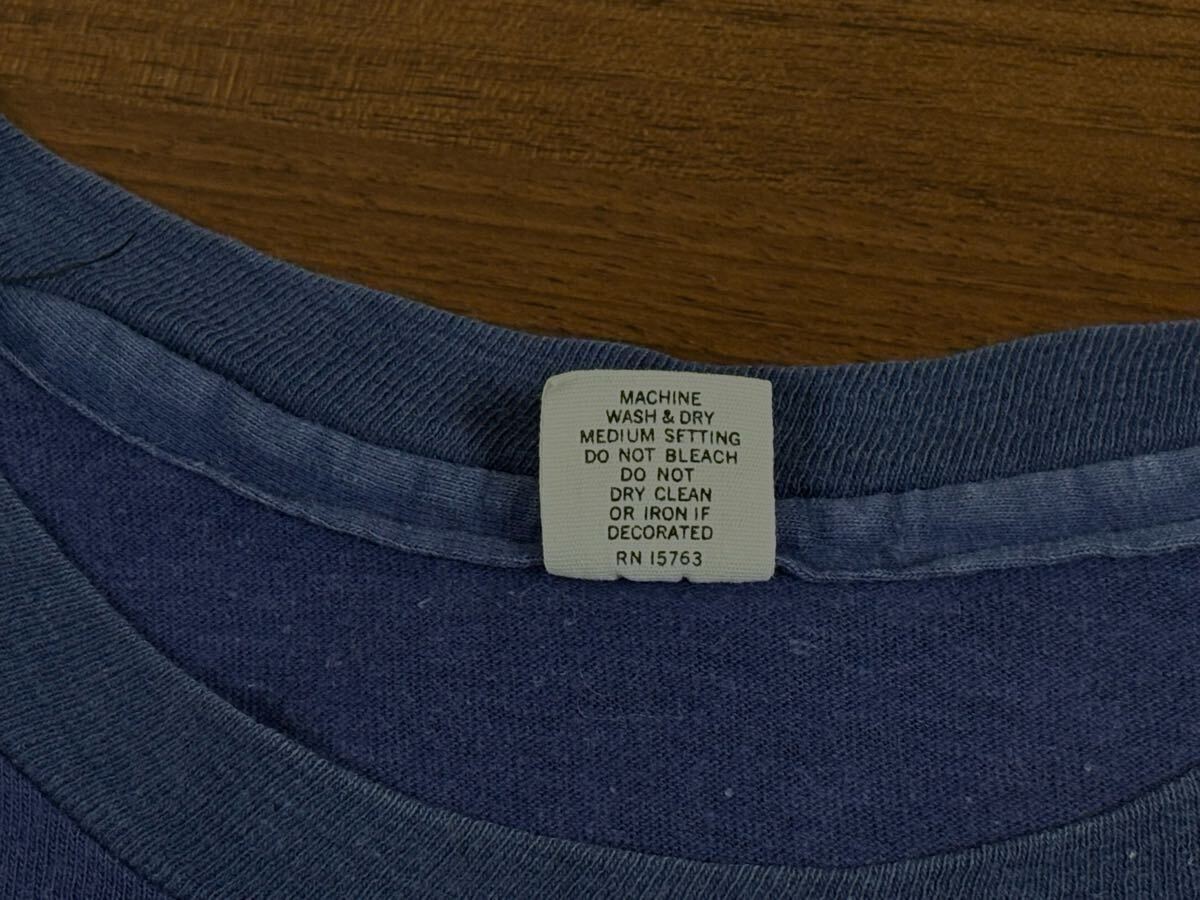 MACHINE
WASH & DRY
MEDIUM SETTING
DO NOT BLEACH
DO NOT
DRY CLEAN
OR IRON IF
DECORATED
RN 15763